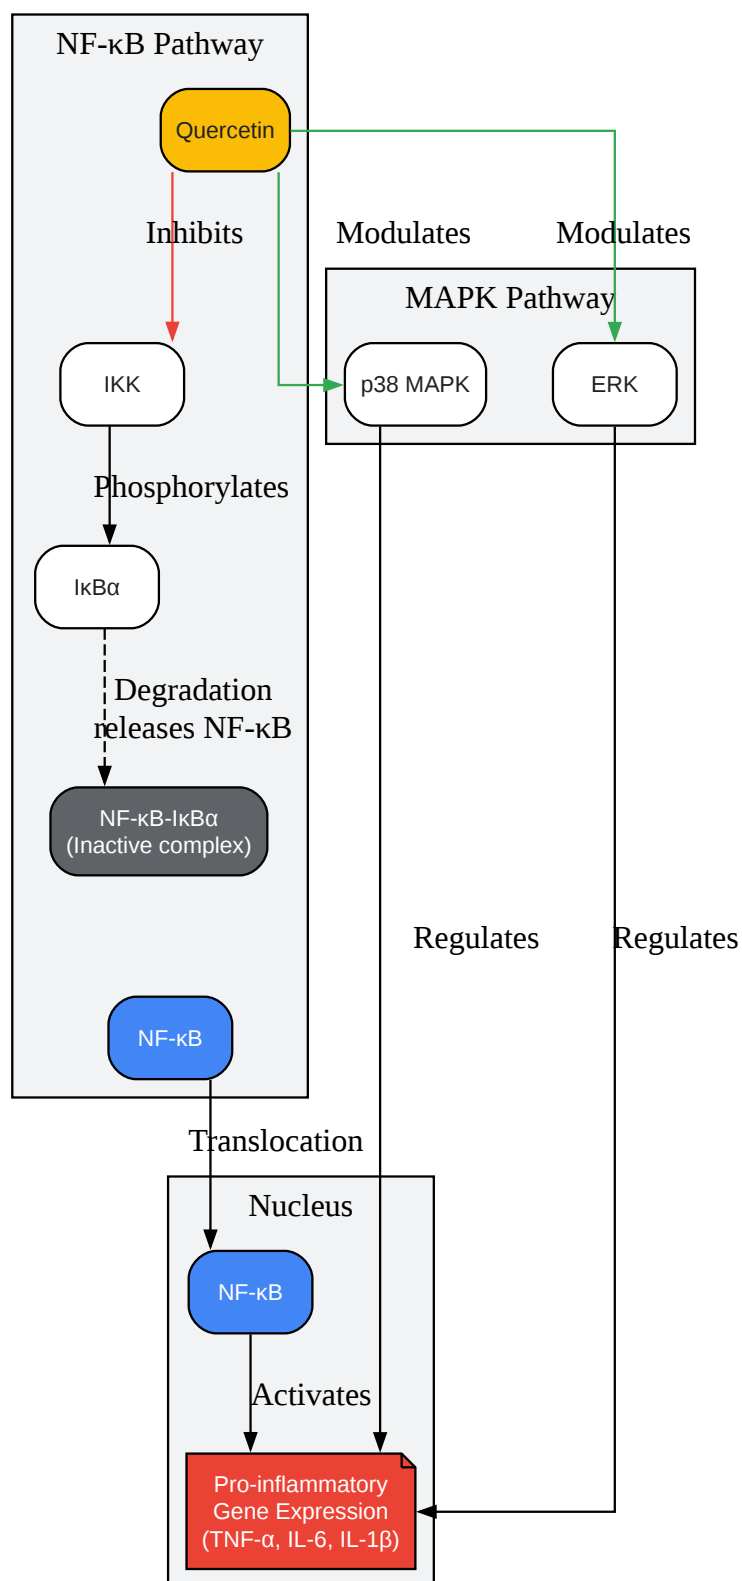 NF-κB Pathway
Quercetin
Inhibits
Modulates
Modulates
MAPK Pathway
IKK
p38 MAPK
ERK
Phosphorylates
IκBα
Degradation
releases NF-κB
NF-κB-IκBα
(Inactive complex)
Regulates
Regulates
NF-κB
Translocation
Nucleus
NF-κB
Activates
Pro-inflammatory
Gene Expression
(TNF-α, IL-6, IL-1β)